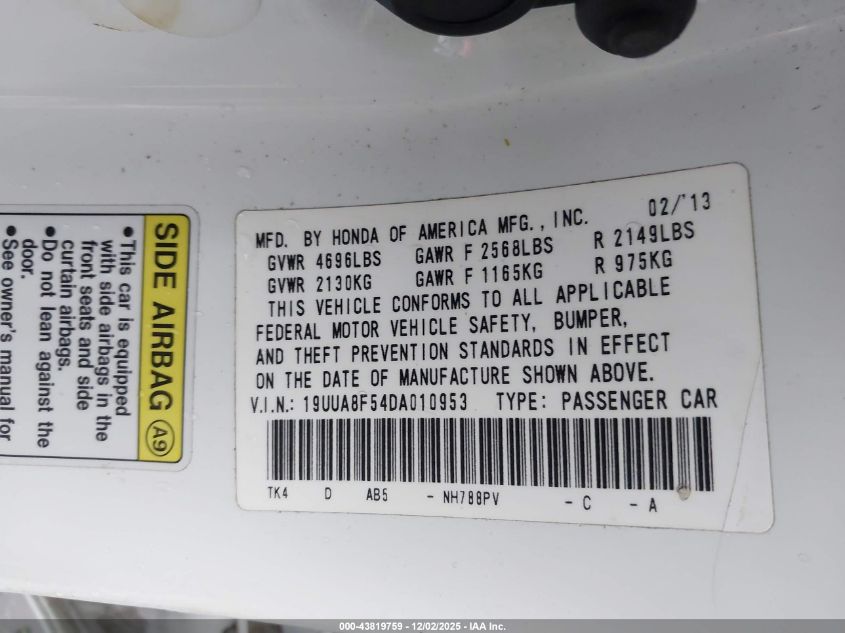 MFD. BY HONDA OF AMERICA MFG., INC. 02/'13
GVWR 4696LBS GAWR F 2568LBS R 2149LBS
GVWR 2130KG GAWR F 1165KG R 975KG
THIS VEHICLE CONFORMS TO ALL APPLICABLE
FEDERAL MOTOR VEHICLE SAFETY, BUMPER,
AND THEFT PREVENTION STANDARDS IN EFFECT
ON THE DATE OF MANUFACTURE SHOWN ABOVE.
V.I.N.: 19UUA8F54DA010953 TYPE: PASSENGER CAR
TK4 D AB5 - NH788PV - C - A
SIDE AIRBAG A9
•This car is equipped
with side airbags in the
front seats and side
curtain airbags.
•Do not lean against the
door.
•See owner's manual for
000-43819759 - 12/02/2025 - IAA Inc.